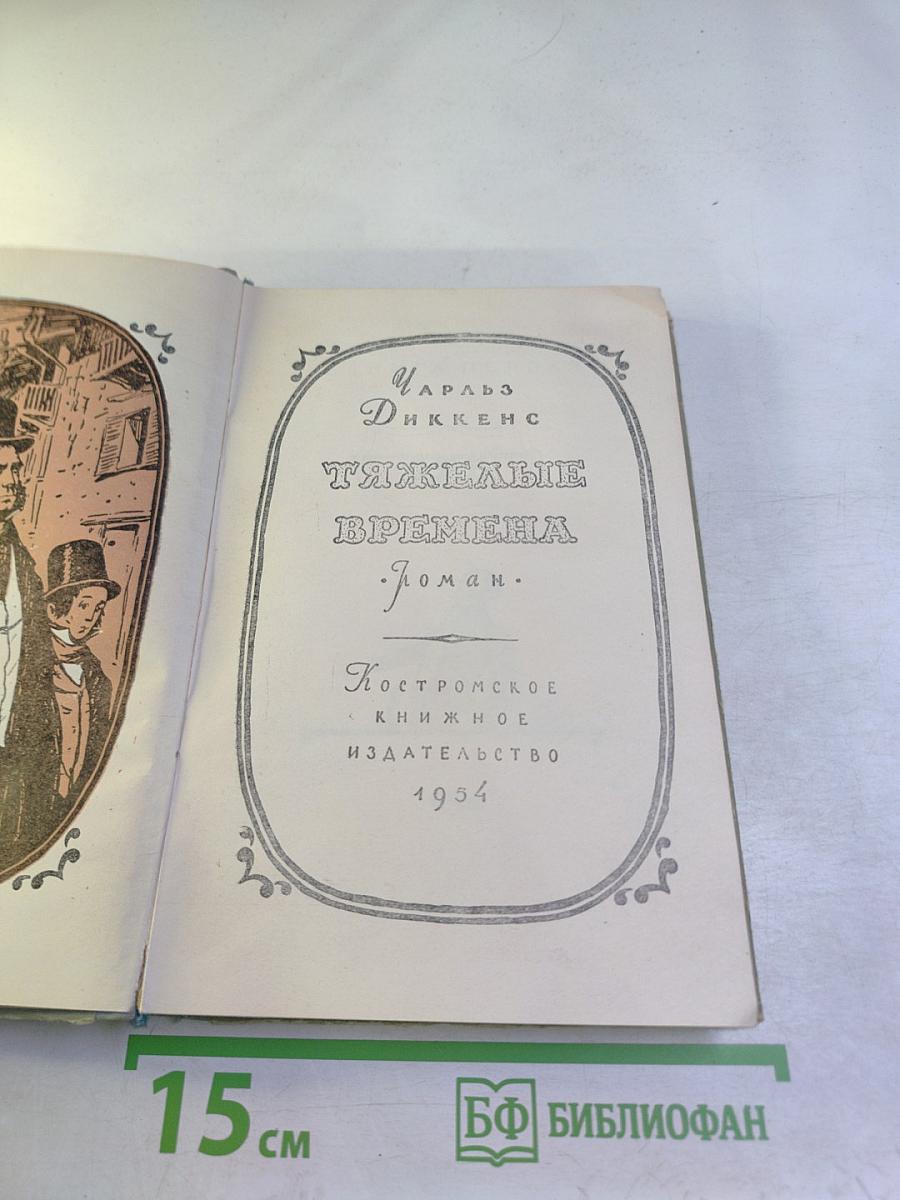 Чарльз
Диккенс
ТЯЖЕЛЫЕ
ВРЕМЕНА
·Роман·
Костромское
книжное
издательство
1954
15 см
БФ БИБЛИОФАН